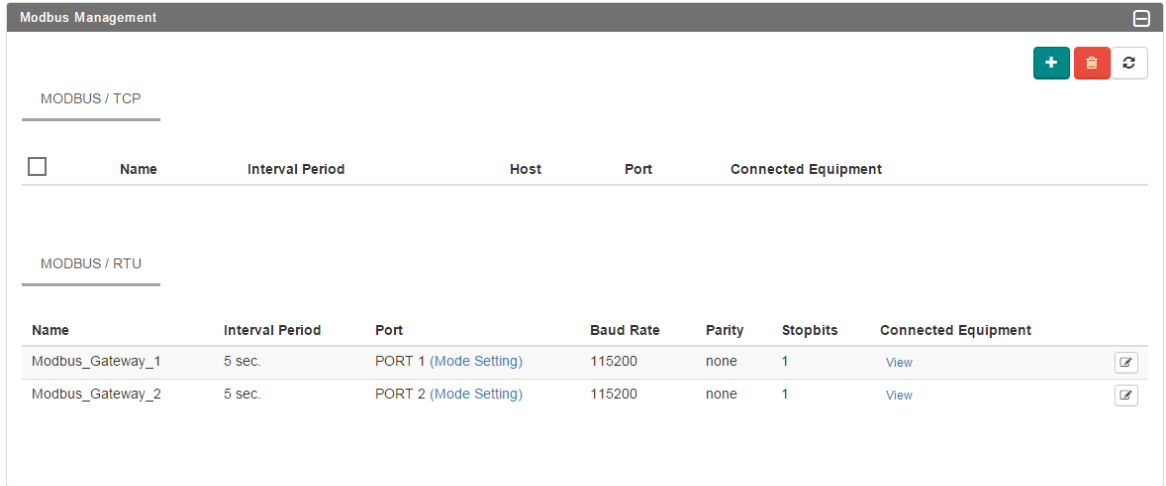 Modbus Management
MODBUS / TCP
Name Interval Period Host Port Connected Equipment
MODBUS / RTU
Name Interval Period Port Baud Rate Parity Stopbits Connected Equipment
Modbus_Gateway_1 5 sec. PORT 1 (Mode Setting) 115200 none 1 View
Modbus_Gateway_2 5 sec. PORT 2 (Mode Setting) 115200 none 1 View